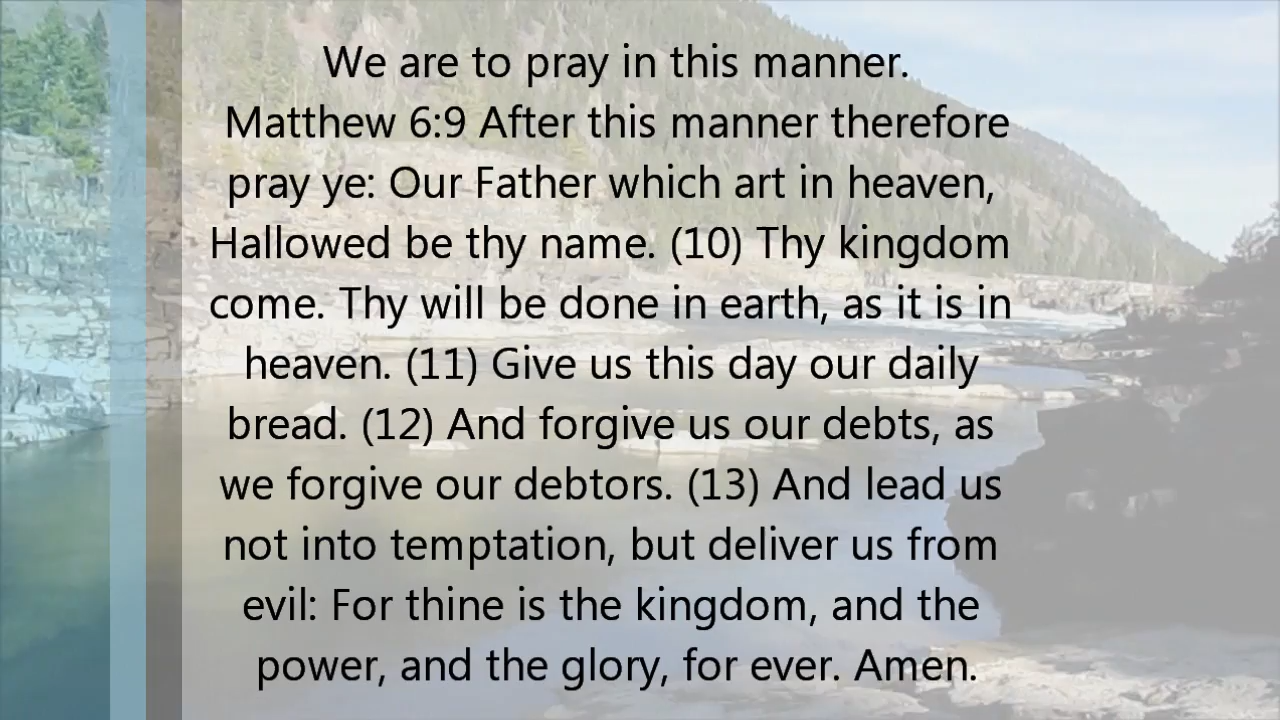 We are to pray in this manner.
Matthew 6:9 After this manner therefore
pray ye: Our Father which art in heaven,
Hallowed be thy name. (10) Thy kingdom
come. Thy will be done in earth, as it is in
heaven. (11) Give us this day our daily
bread. (12) And forgive us our debts, as
we forgive our debtors. (13) And lead us
not into temptation, but deliver us from
evil: For thine is the kingdom, and the
power, and the glory, for ever. Amen.